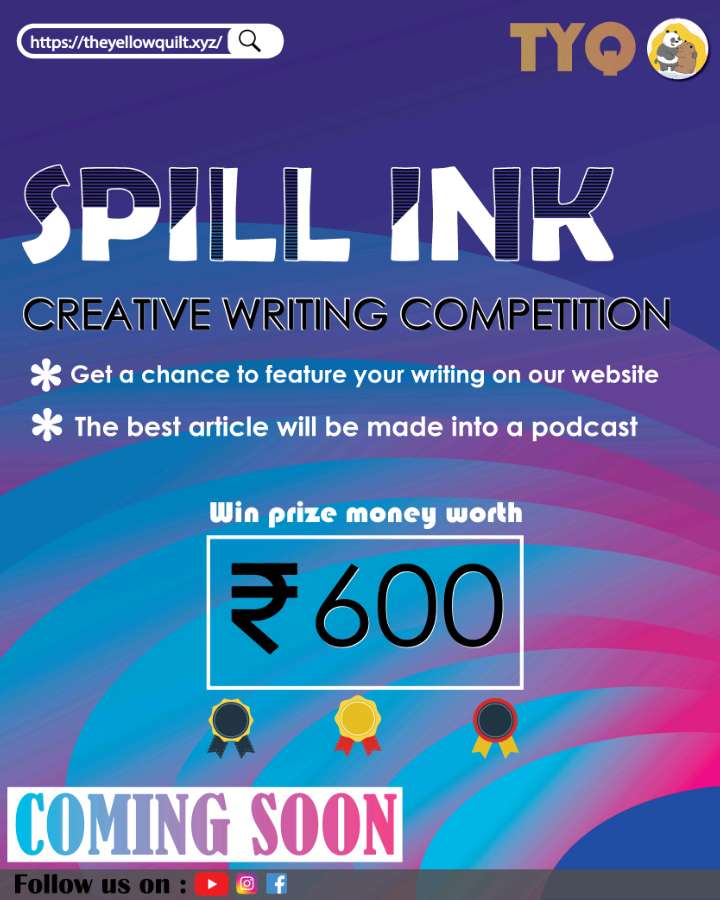 https://theyellowquilt.xyz/
TYQ
SPILL INK
CREATIVE WRITING COMPETITION
* Get a chance to feature your writing on our website
* The best article will be made into a podcast
Win prize money worth
₹ 600
COMING SOON
Follow us on :